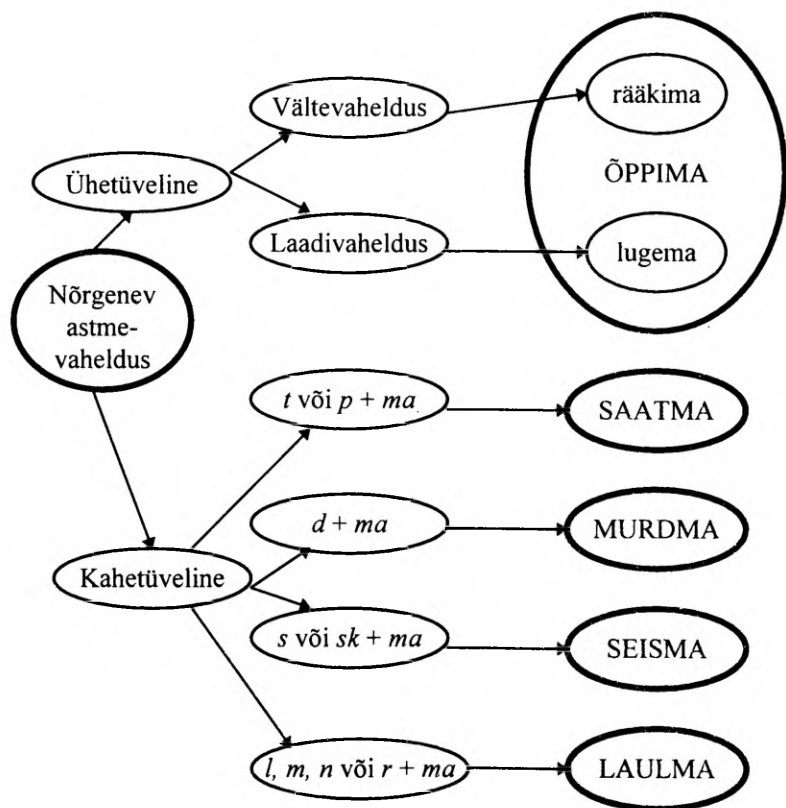 Vältevaheldus
rääkima
Ühetüveline
ÕPPIMA
Laadivaheldus
lugema
Nõrgenev
astme-
vaheldus
t või p + ma
SAATMA
d + ma
MURDMA
Kahetüveline
s või sk + ma
SEISMA
l, m, n või r + ma
LAULMA